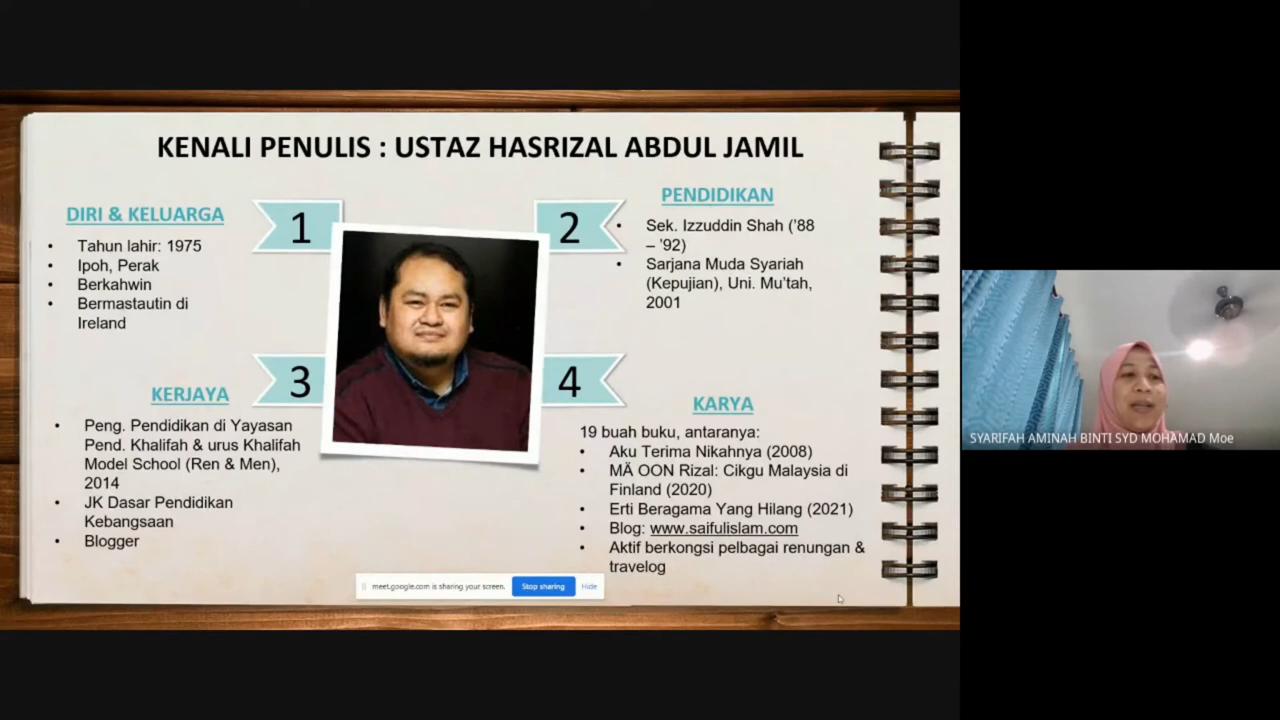 KENALI PENULIS : USTAZ HASRIZAL ABDUL JAMIL
DIRI & KELUARGA
• Tahun lahir: 1975
• Ipoh, Perak
• Berkahwin
• Bermastautin di
Ireland
1
2
PENDIDIKAN
• Sek. Izzuddin Shah ('88
– '92)
• Sarjana Muda Syariah
(Kepujian), Uni. Mu'tah,
2001
3
KERJAYA
• Peng. Pendidikan di Yayasan
Pend. Khalifah & urus Khalifah
Model School (Ren & Men),
2014
• JK Dasar Pendidikan
Kebangsaan
• Blogger
4
KARYA
19 buah buku, antaranya:
• Aku Terima Nikahnya (2008)
• MÄ OON Rizal: Cikgu Malaysia di
Finland (2020)
• Erti Beragama Yang Hilang (2021)
• Blog: www.saifulislam.com
• Aktif berkongsi pelbagai renungan &
travelog
meet.google.com is sharing your screen. Stop sharing Hide
SYARIFAH AMINAH BINTI SYD MOHAMAD Moe